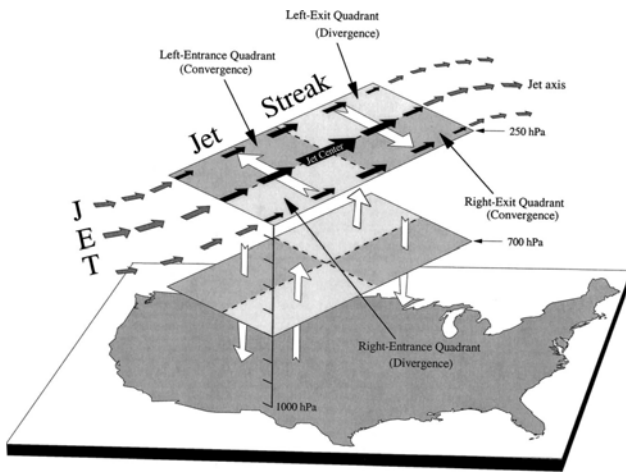 Left-Exit Quadrant
(Divergence)
Left-Entrance Quadrant
(Convergence)
Jet Streak
Jet axis
250 hPa
Jet Center
Right-Exit Quadrant
(Convergence)
J
E
T
700 hPa
Right-Entrance Quadrant
(Divergence)
1000 hPa